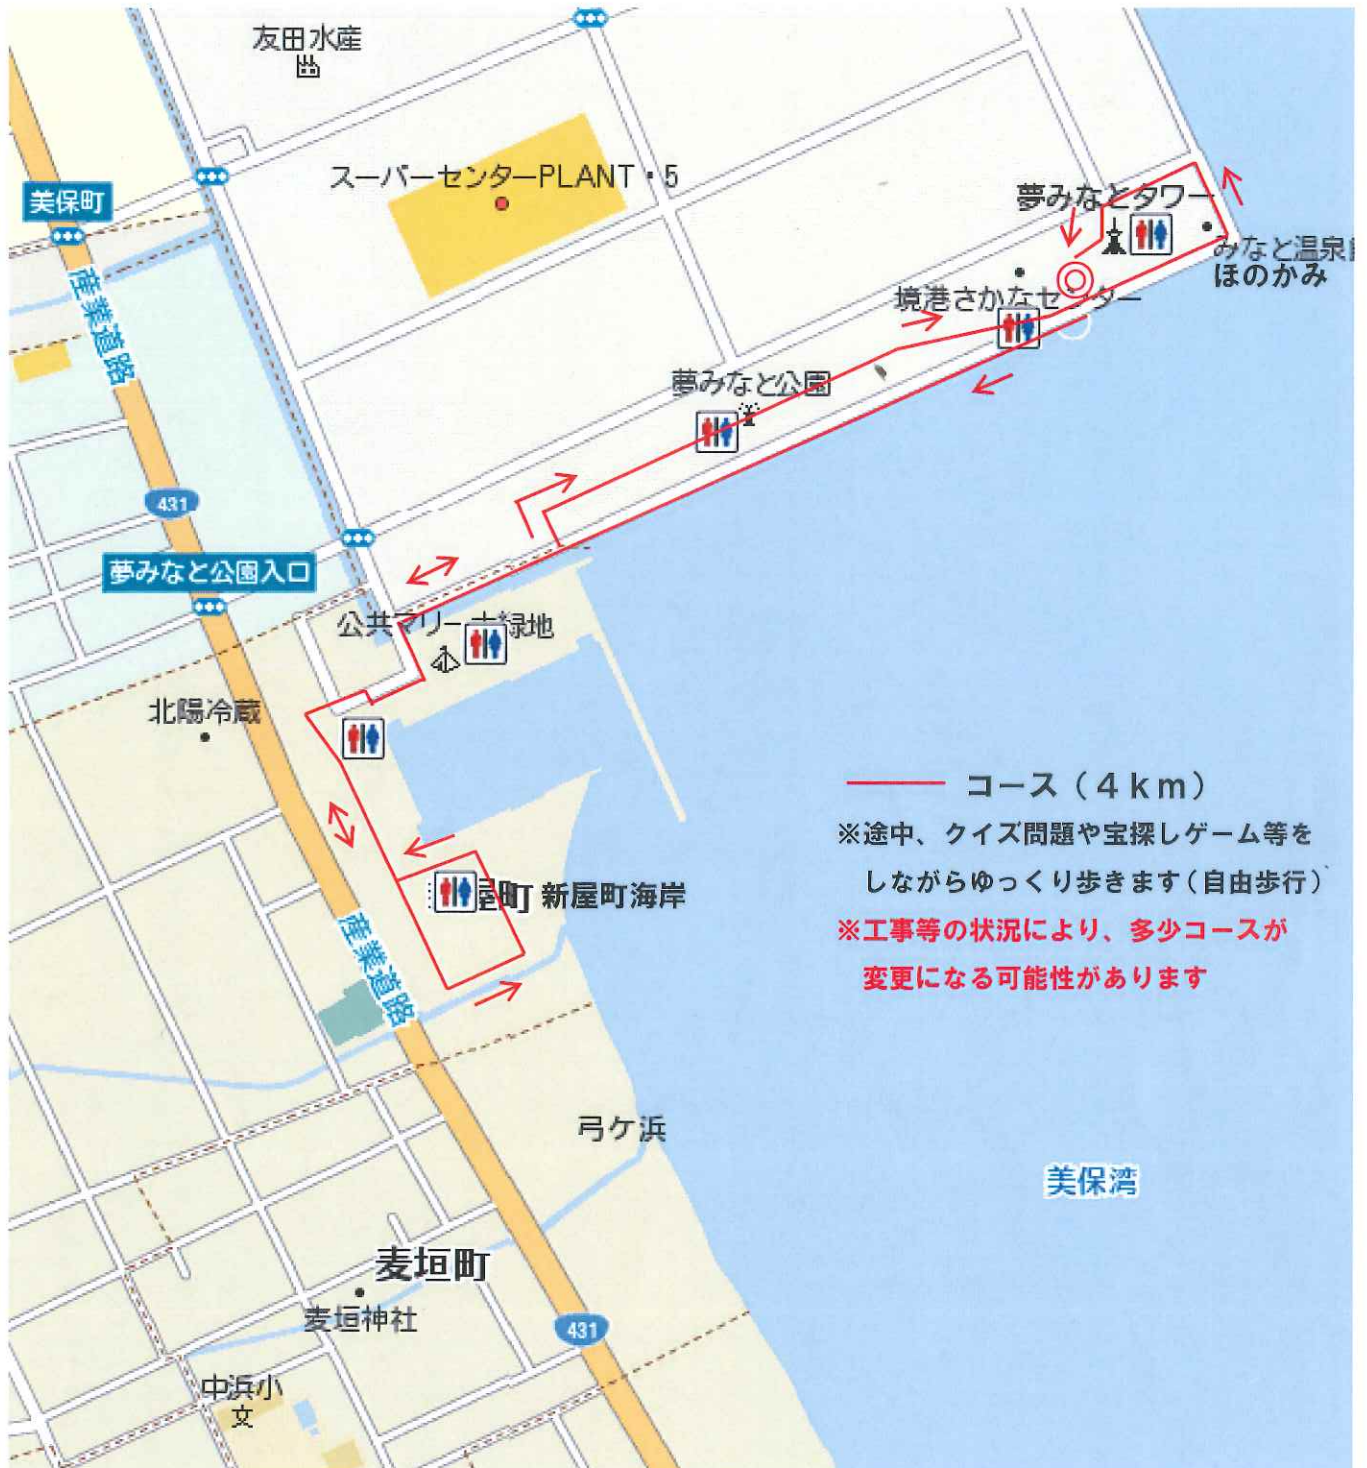 友田水産
スーパーセンターPLANT・5
美保町
産業道路
夢みなとタワー
みなと温泉
ほのかみ
境港さかなセンター
夢みなと公園
431
夢みなと公園入口
公共マリーナ緑地
北陽冷蔵
コース(4km)
※途中、クイズ問題や宝探しゲーム等を
しながらゆっくり歩きます(自由歩行)
屋町 新屋町海岸
※工事等の状況により、多少コースが
変更になる可能性があります
産業道路
弓ケ浜
美保湾
麦垣町
麦垣神社
431
中浜小
文